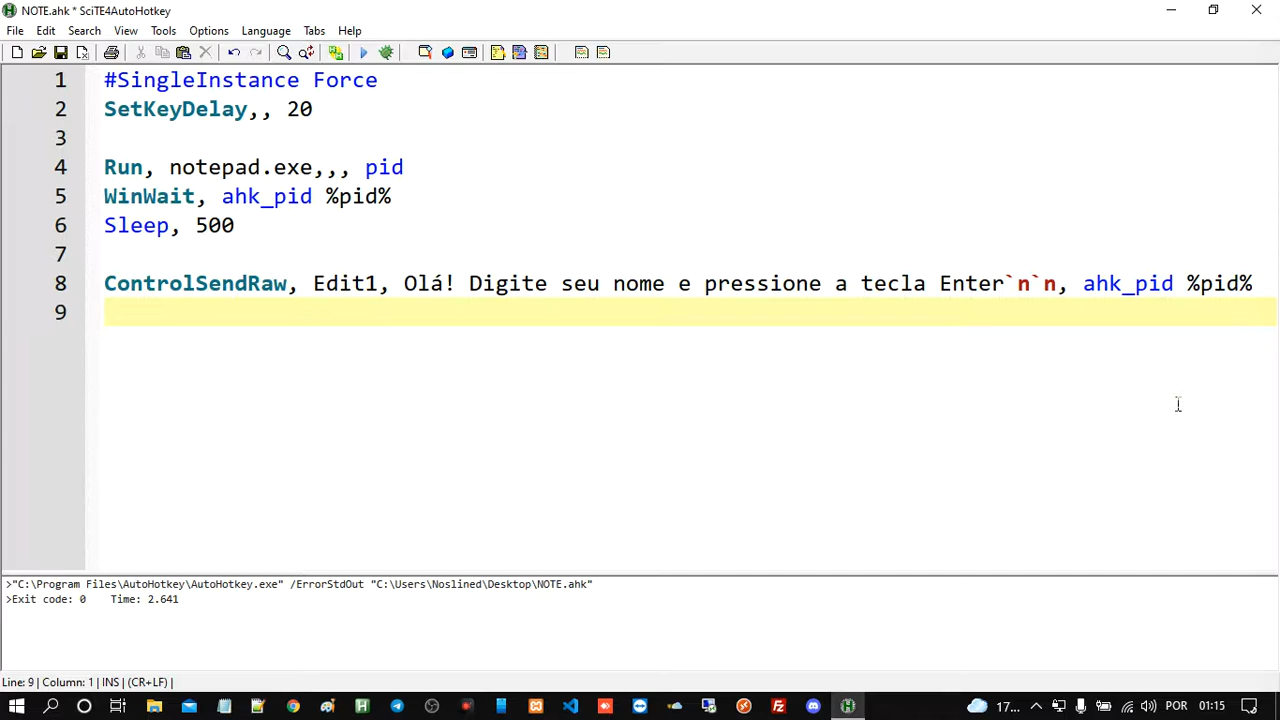 NOTE.ahk * SciTE4AutoHotkey
File Edit Search View Tools Options Language Tabs Help
1 #SingleInstance Force
2 SetKeyDelay,, 20
3
4 Run, notepad.exe,,, pid
5 WinWait, ahk_pid %pid%
6 Sleep, 500
7
8 ControlSendRaw, Edit1, Olá! Digite seu nome e pressione a tecla Enter`n`n, ahk_pid %pid%
9
>"C:\Program Files\AutoHotkey\AutoHotkey.exe" /ErrorStdOut "C:\Users\Noslined\Desktop\NOTE.ahk"
>Exit code: 0 Time: 2.641
Line: 9 | Column: 1 | INS | (CR+LF) |
17... POR 01:15